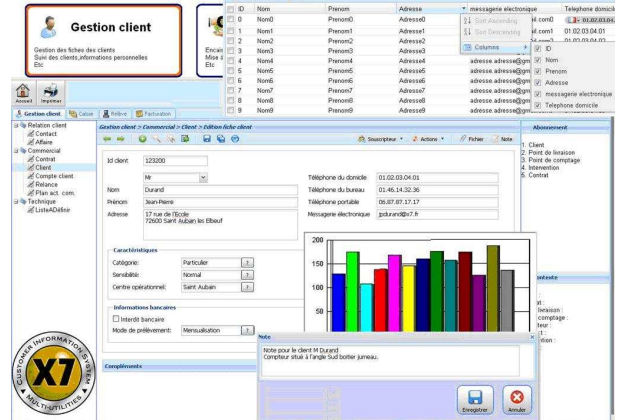 Gestion client
Gestion des fiches des clients
Suivi des clients,informations personnelles
Etc
Encais
Mise à
Etc
ID Nom Prenom Adresse messagerie electronique Telephone domicile
0 Nom0 Prenom0 Adresse0
1 Nom1 Prenom1 Adresse1 01.02.03.04.01
2 Nom2 Prenom2 Adresse2
3 Nom3 Prenom3 Adresse3
4 Nom4 Prenom4 Adresse4 adresse.adresse@gm
5 Nom5 Prenom5 Adresse5 adresse.adresse@gm
6 Nom6 Prenom6 Adresse6 adresse.adresse@gm
7 Nom7 Prenom7 Adresse7 adresse.adresse@gm
8 Nom8 Prenom8 Adresse8 adresse.adresse@gm
9 Nom9 Prenom9 Adresse9 adresse.adresse@gm
Sort Ascending
Sort Descending
Columns
ID
Nom
Prenom
Adresse
messagerie electronique
Telephone domicile
Accueil Imprimer
Gestion client Caisse Relève Facturation
Relation client
Contact
Affaire
Commercial
Contrat
Client
Compte client
Relance
Plan act. com.
Technique
ListeADéfinir
Gestion client > Commercial > Client > Edition fiche client
Souscripteur Actions Fichier Note
Id client 123200
Mr
Nom Durand
Prénom Jean-Pierre
Adresse 17 rue de l'Ecole
72600 Saint Auban les Elbeuf
Téléphone du domicile 01.02.03.04.01
Téléphone du bureau 01.46.14.32.36
Téléphone portable 06.87.87.17.17
Messagerie électronique jpdurand@x7.fr
Caractéristiques
Catégorie: Particulier ?
Sensibilité: Normal ?
Centre opérationnel: Saint Aubain ?
Informations bancaires
Interdit bancaire
Mode de prélèvement: Mensualisation ?
Compléments
Abonnement
1. Client
2. Point de livraison
3. Point de comptage
4. Intervention
5. Contrat
ontexte
200
150
100
50
Note
Note pour le client M Durand
Compteur situé à l'angle Sud boitier jumeau.
Enregistrer Annuler
CUSTOMER INFORMATION SYSTEM
X7
MULTI-UTILITIES